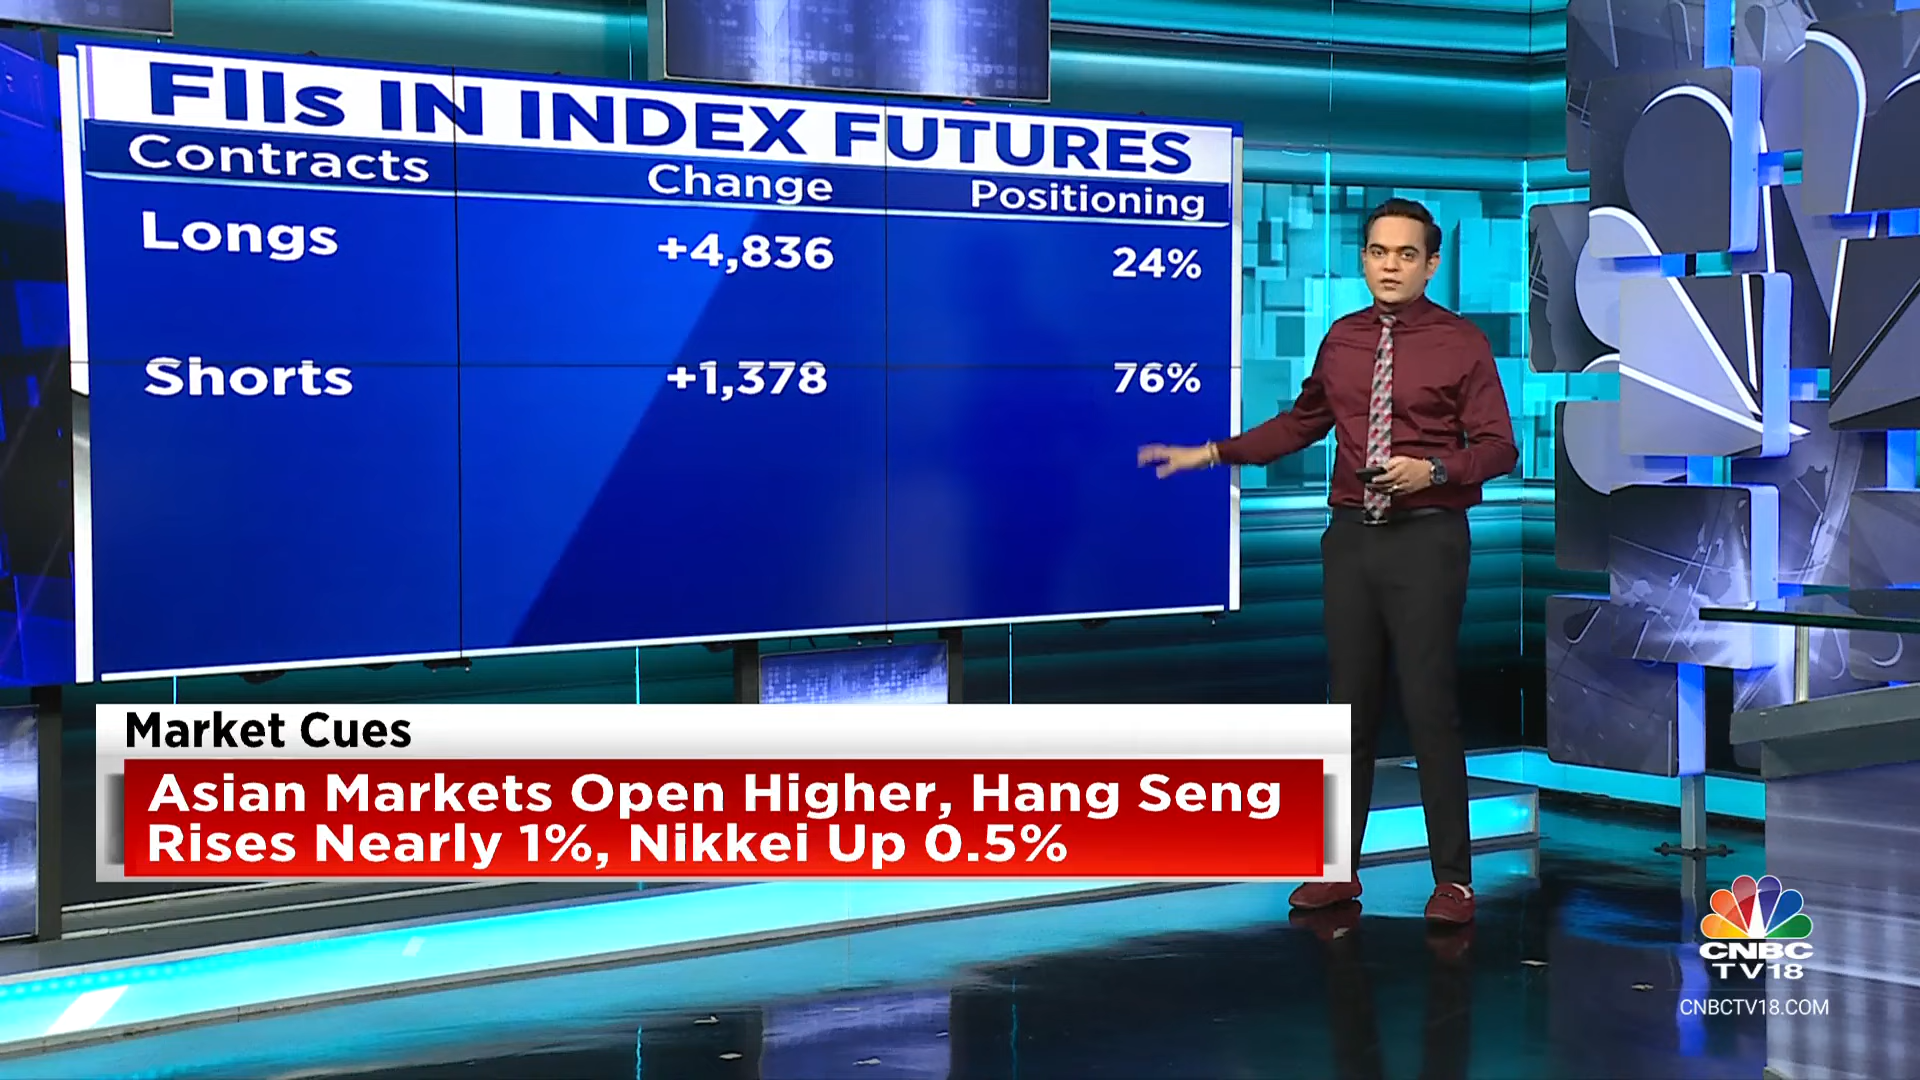 FIIs IN INDEX FUTURES
Contracts Change Positioning
Longs +4,836 24%
Shorts +1,378 76%
Market Cues
Asian Markets Open Higher, Hang Seng
Rises Nearly 1%, Nikkei Up 0.5%
CNBC
TV18
CNBCTV18.COM